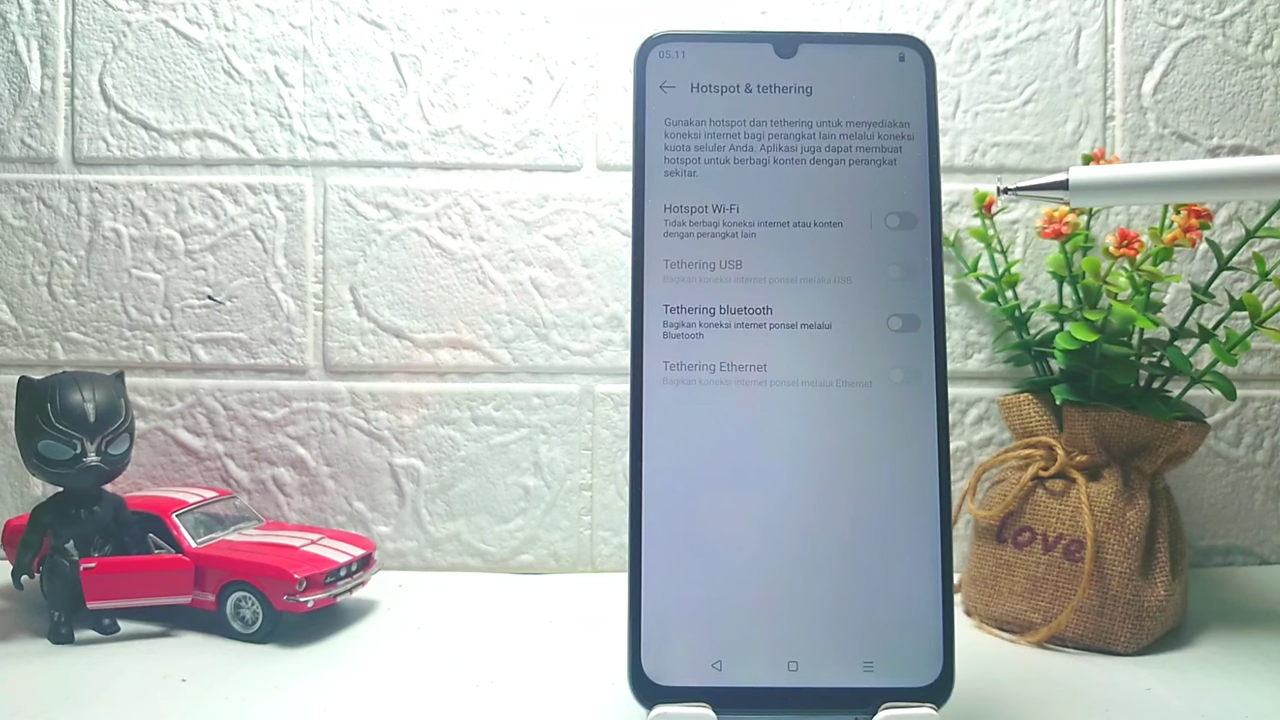 05.11
Hotspot & tethering
Gunakan hotspot dan tethering untuk menyediakan
koneksi internet bagi perangkat lain melalui koneksi
kuota seluler Anda. Aplikasi juga dapat membuat
hotspot untuk berbagi konten dengan perangkat
sekitar.
Hotspot Wi-Fi
Tidak berbagi koneksi internet atau konten
dengan perangkat lain
Tethering USB
Bagikan koneksi internet ponsel melalui USB
Tethering bluetooth
Bagikan koneksi internet ponsel melalui
Bluetooth
Tethering Ethernet
Bagikan koneksi internet ponsel melalui Ethernet
love